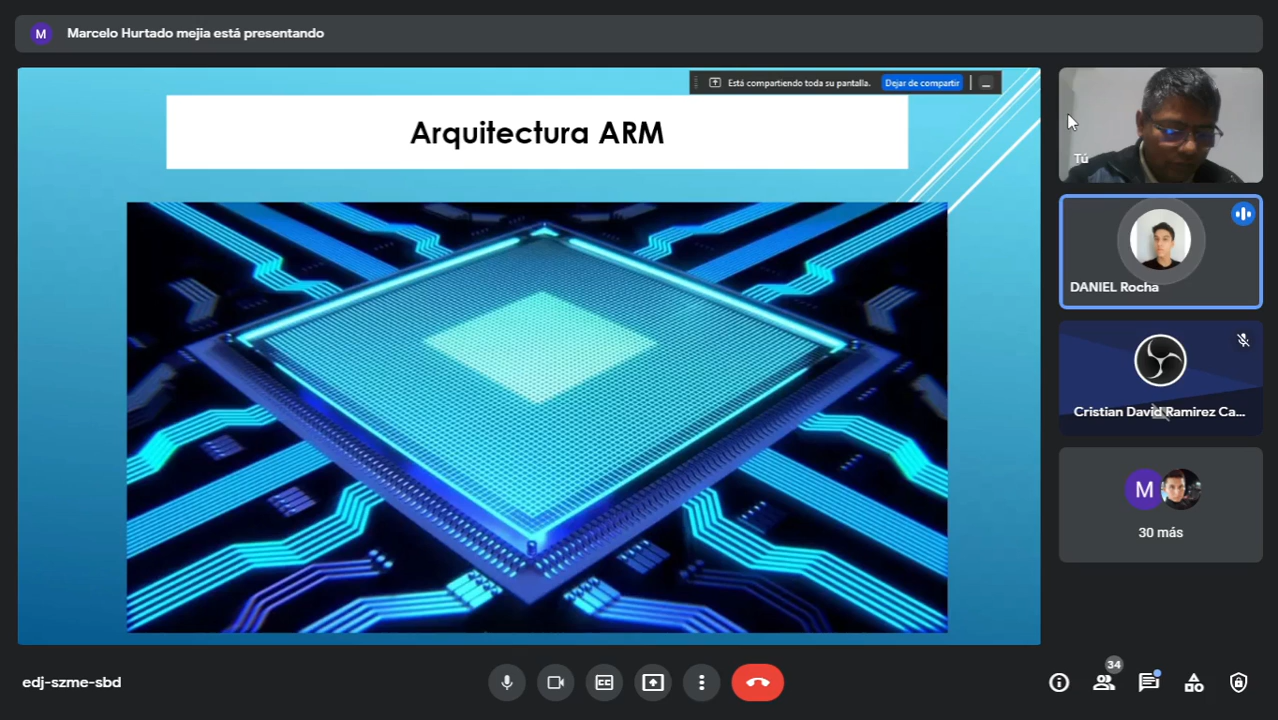 M
Marcelo Hurtado mejia está presentando
Está compartiendo toda su pantalla.
Dejar de compartir
Arquitectura ARM
Tú
DANIEL Rocha
Cristian David Ramirez Ca...
M
30 más
edj-szme-sbd
CC
34